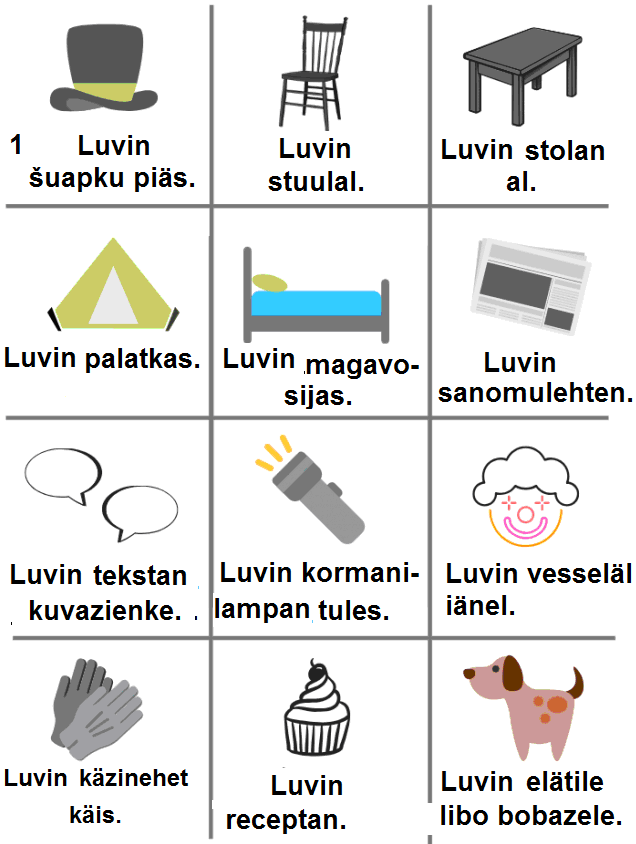 1 Luvin
šuapku piäs.
Luvin
stuulal.
Luvin stolan
al.
Luvin palatkas.
Luvin magavo-
sijas.
Luvin
sanomulehten.
Luvin tekstan
kuvazienke.
Luvin kormani-
lampan tules.
Luvin vesseläl
iänel.
Luvin käzinehet
käis.
Luvin
receptan.
Luvin elätile
libo bobazele.